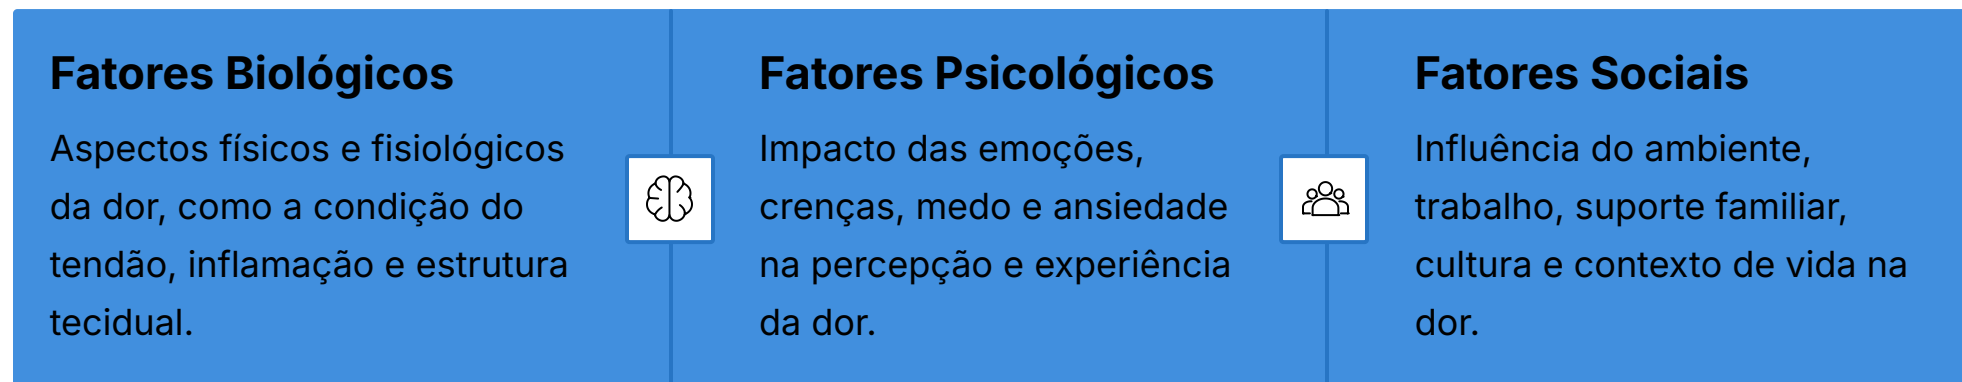 Fatores Biológicos
Aspectos físicos e fisiológicos
da dor, como a condição do
tendão, inflamação e estrutura
tecidual.
Fatores Psicológicos
Impacto das emoções,
crenças, medo e ansiedade
na percepção e experiência
da dor.
Fatores Sociais
Influência do ambiente,
trabalho, suporte familiar,
cultura e contexto de vida na
dor.